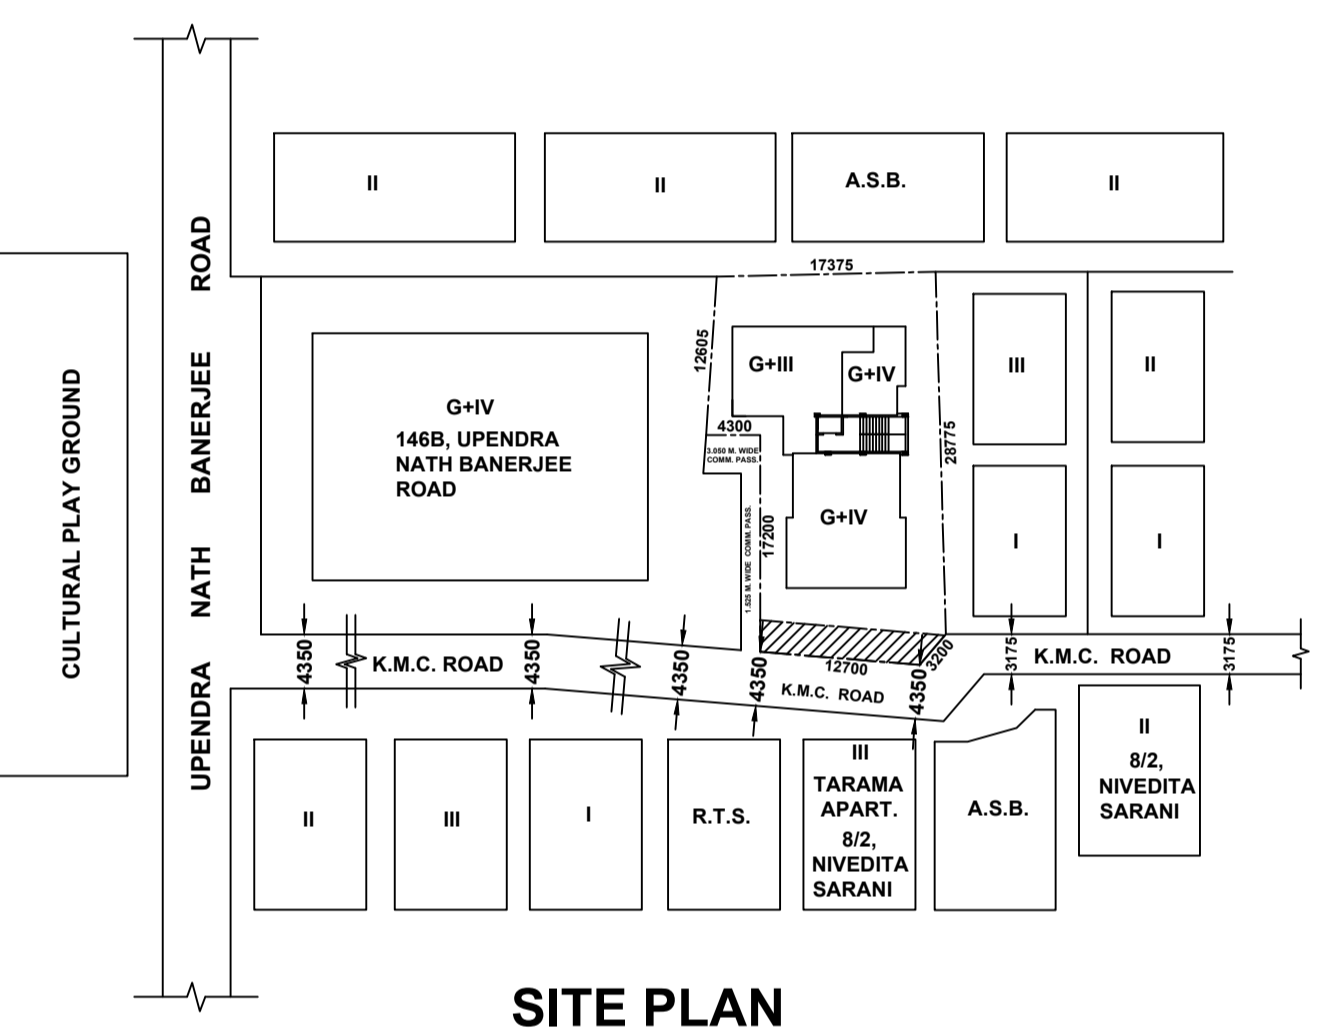 II
II
A.S.B.
II
17375
12605
G+III
G+IV
III
II
4300
3.050 M. WIDE
COMM. PASS.
28775
G+IV
146B, UPENDRA
NATH BANERJEE
ROAD
1.525 M. WIDE COMM. PASS.
17200
G+IV
I
I
CULTURAL PLAY GROUND
UPENDRA NATH BANERJEE ROAD
4350
K.M.C. ROAD
4350
4350
4350
12700
K.M.C. ROAD
4350
3200
3175
K.M.C. ROAD
3175
II
III
I
R.T.S.
III
TARAMA
APART.
8/2,
NIVEDITA
SARANI
A.S.B.
II
8/2,
NIVEDITA
SARANI
SITE PLAN